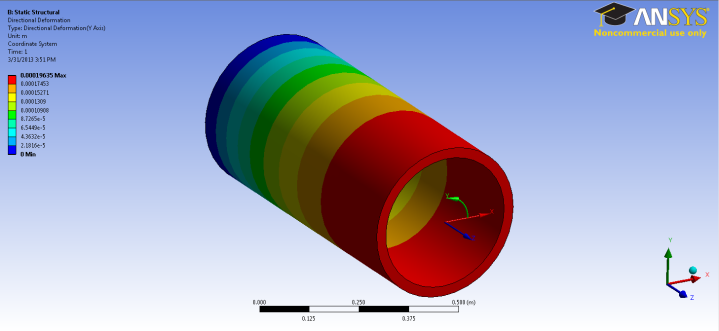 B: Static Structural
Directional Deformation
Type: Directional Deformation(Y Axis)
Unit: m
Coordinate System
Time: 1
3/31/2013 3:51 PM
0.00019635 Max
0.00017453
0.00015271
0.0001309
0.00010908
8.7265e-5
6.5449e-5
4.3632e-5
2.1816e-5
0 Min
ANSYS
Noncommercial use only
Y
X
0.000
0.250
0.500 (m)
0.125
0.375
Y
X
Z